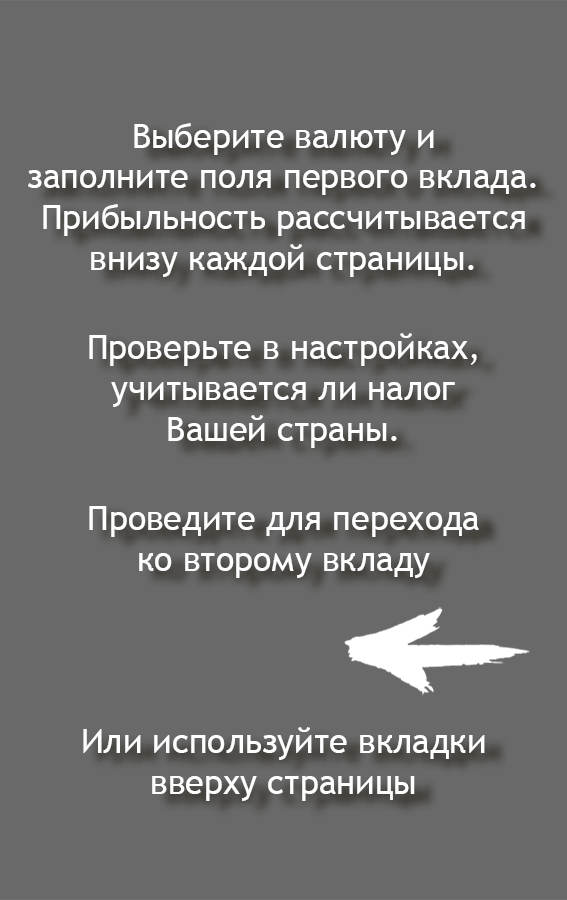 Выберите валюту и
заполните поля первого вклада.
Прибыльность рассчитывается
внизу каждой страницы.
Проверьте в настройках,
учитывается ли налог
Вашей страны.
Проведите для перехода
ко второму вкладу
Или используйте вкладки
вверху страницы